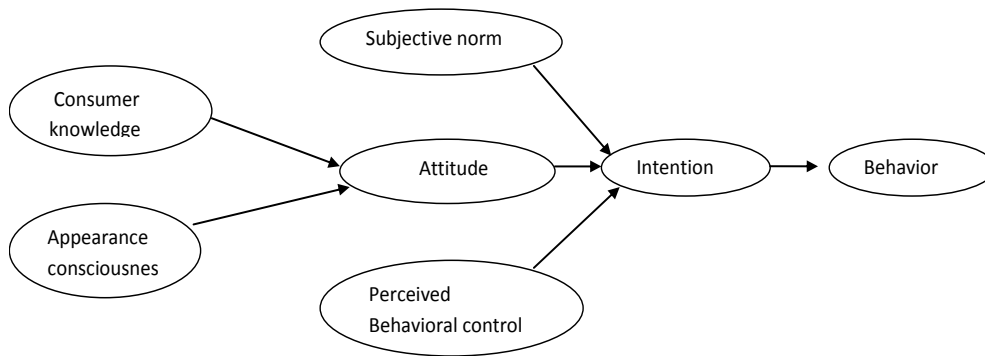 Subjective norm
Consumer
knowledge
Attitude
Intention
Behavior
Appearance
consciousnes
Perceived
Behavioral control